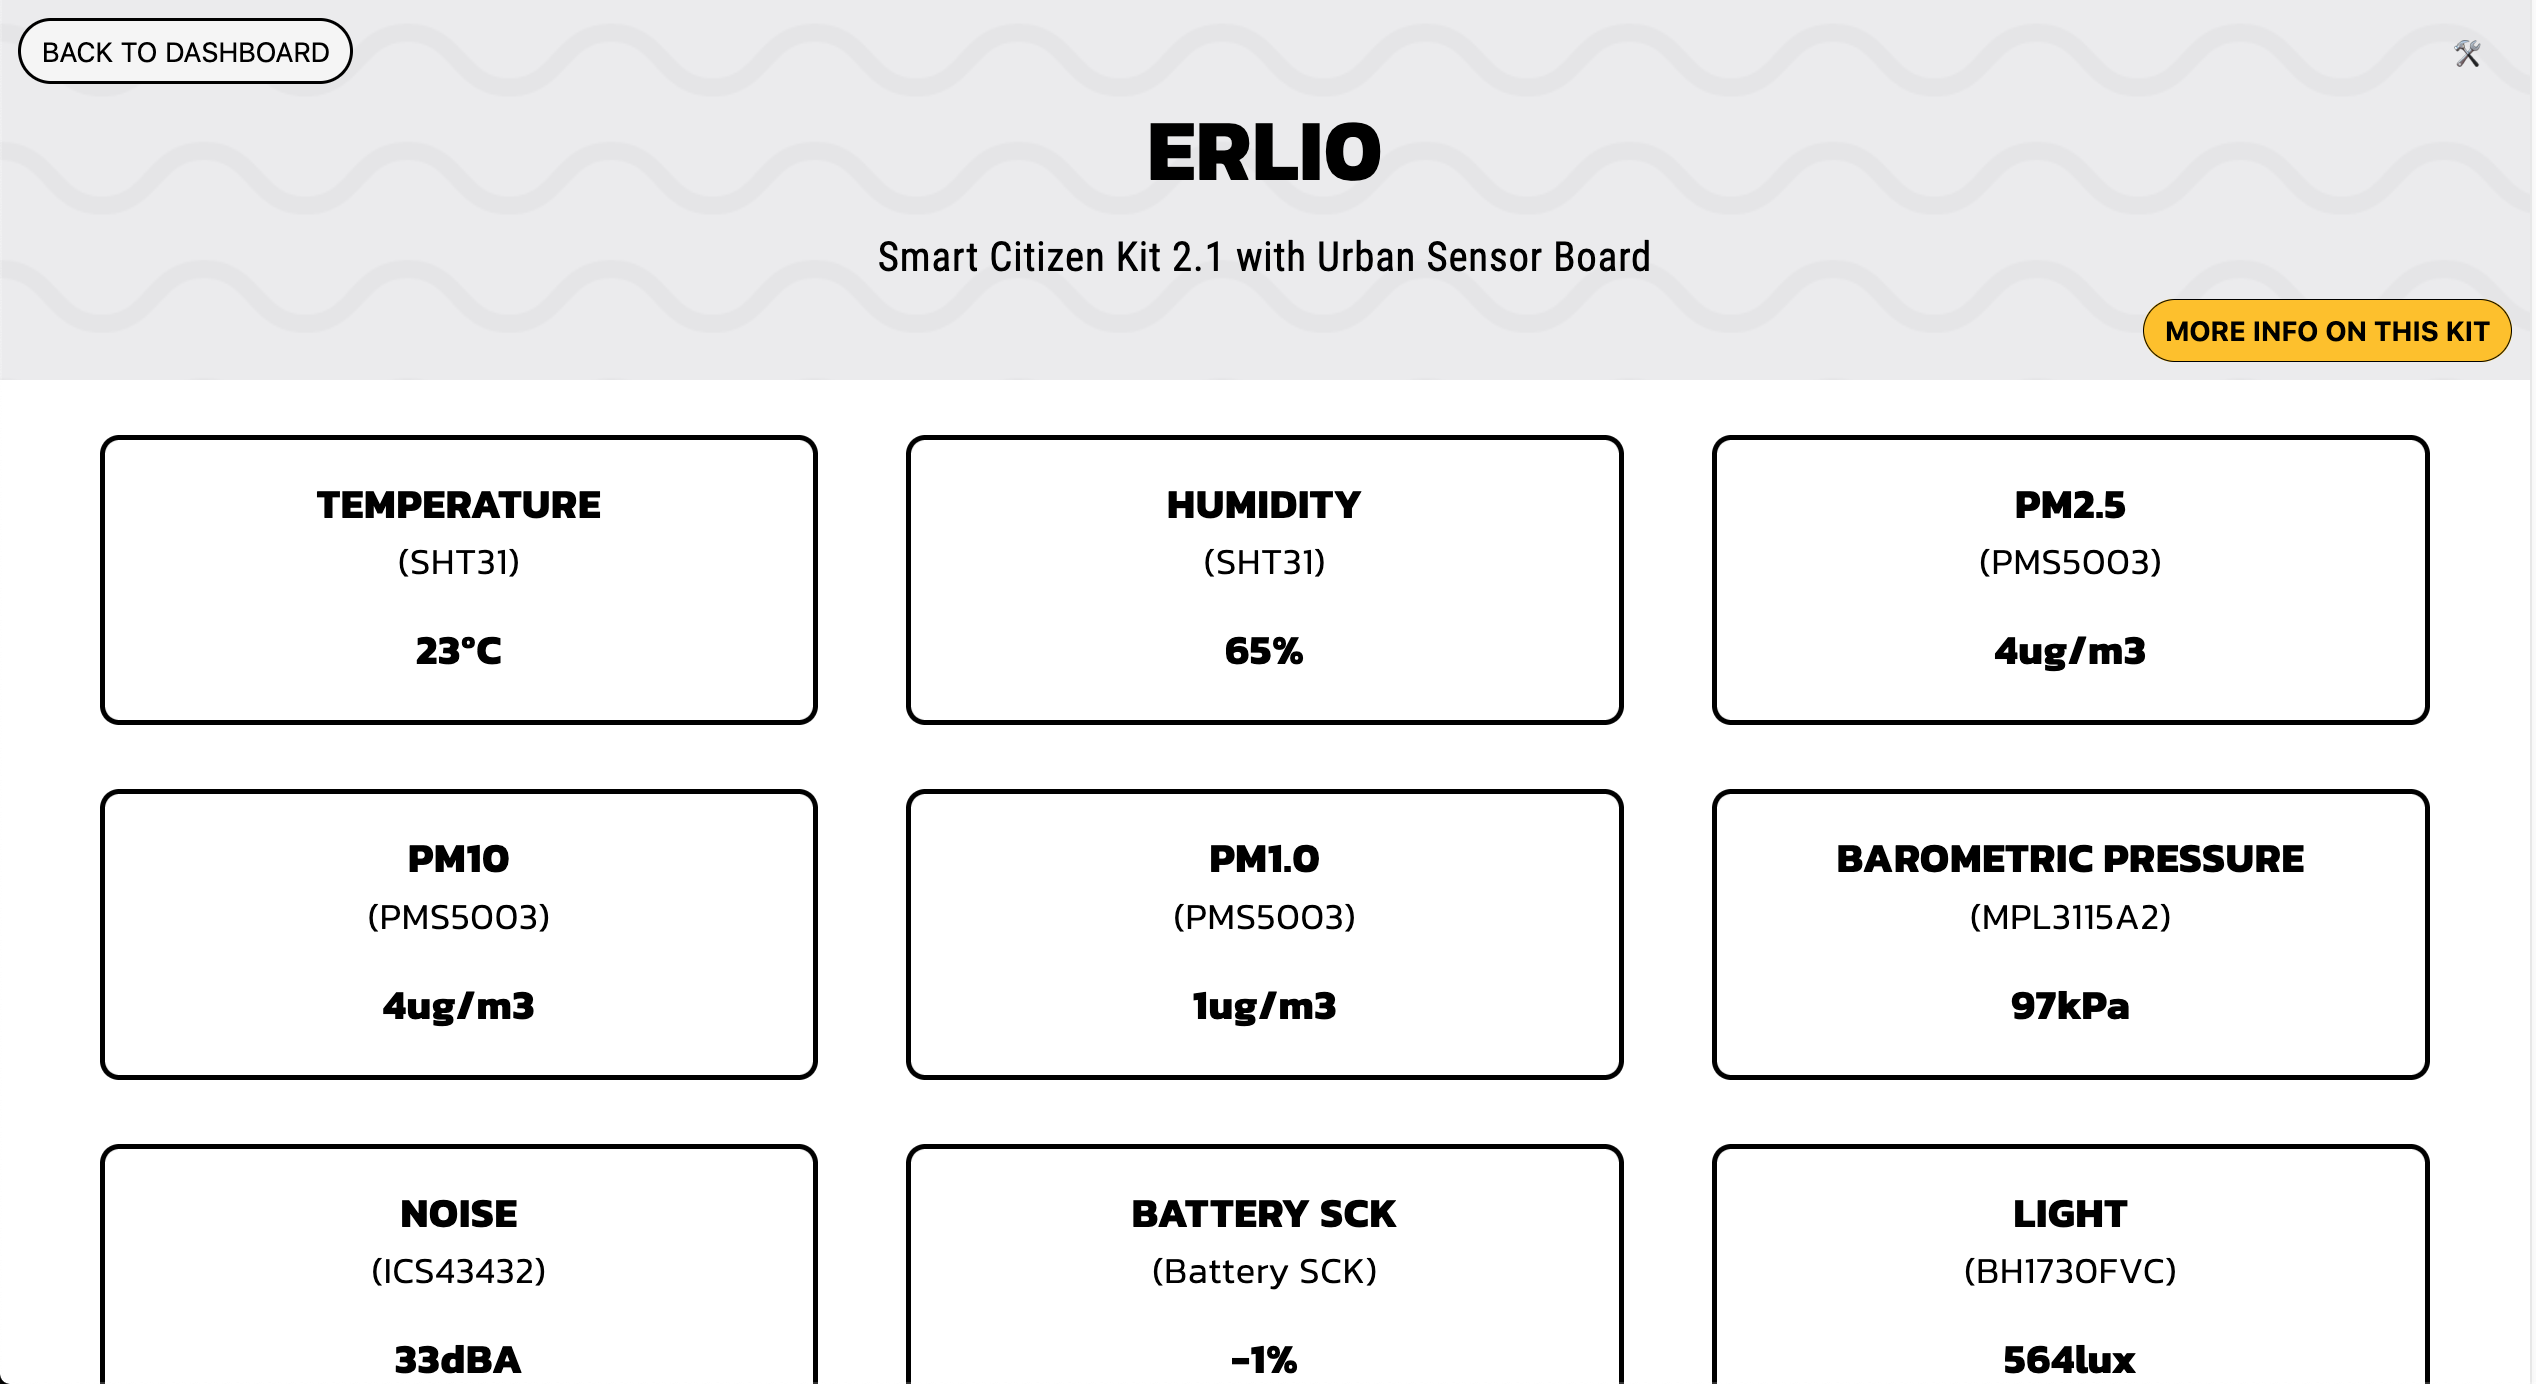 BACK TO DASHBOARD
ERLIO
Smart Citizen Kit 2.1 with Urban Sensor Board
MORE INFO ON THIS KIT
TEMPERATURE
(SHT31)
23ºC
HUMIDITY
(SHT31)
65%
PM2.5
(PMS5003)
4ug/m3
PM10
(PMS5003)
4ug/m3
PM1.0
(PMS5003)
1ug/m3
BAROMETRIC PRESSURE
(MPL3115A2)
97kPa
NOISE
(ICS43432)
33dBA
BATTERY SCK
(Battery SCK)
-1%
LIGHT
(BH1730FVC)
564lux